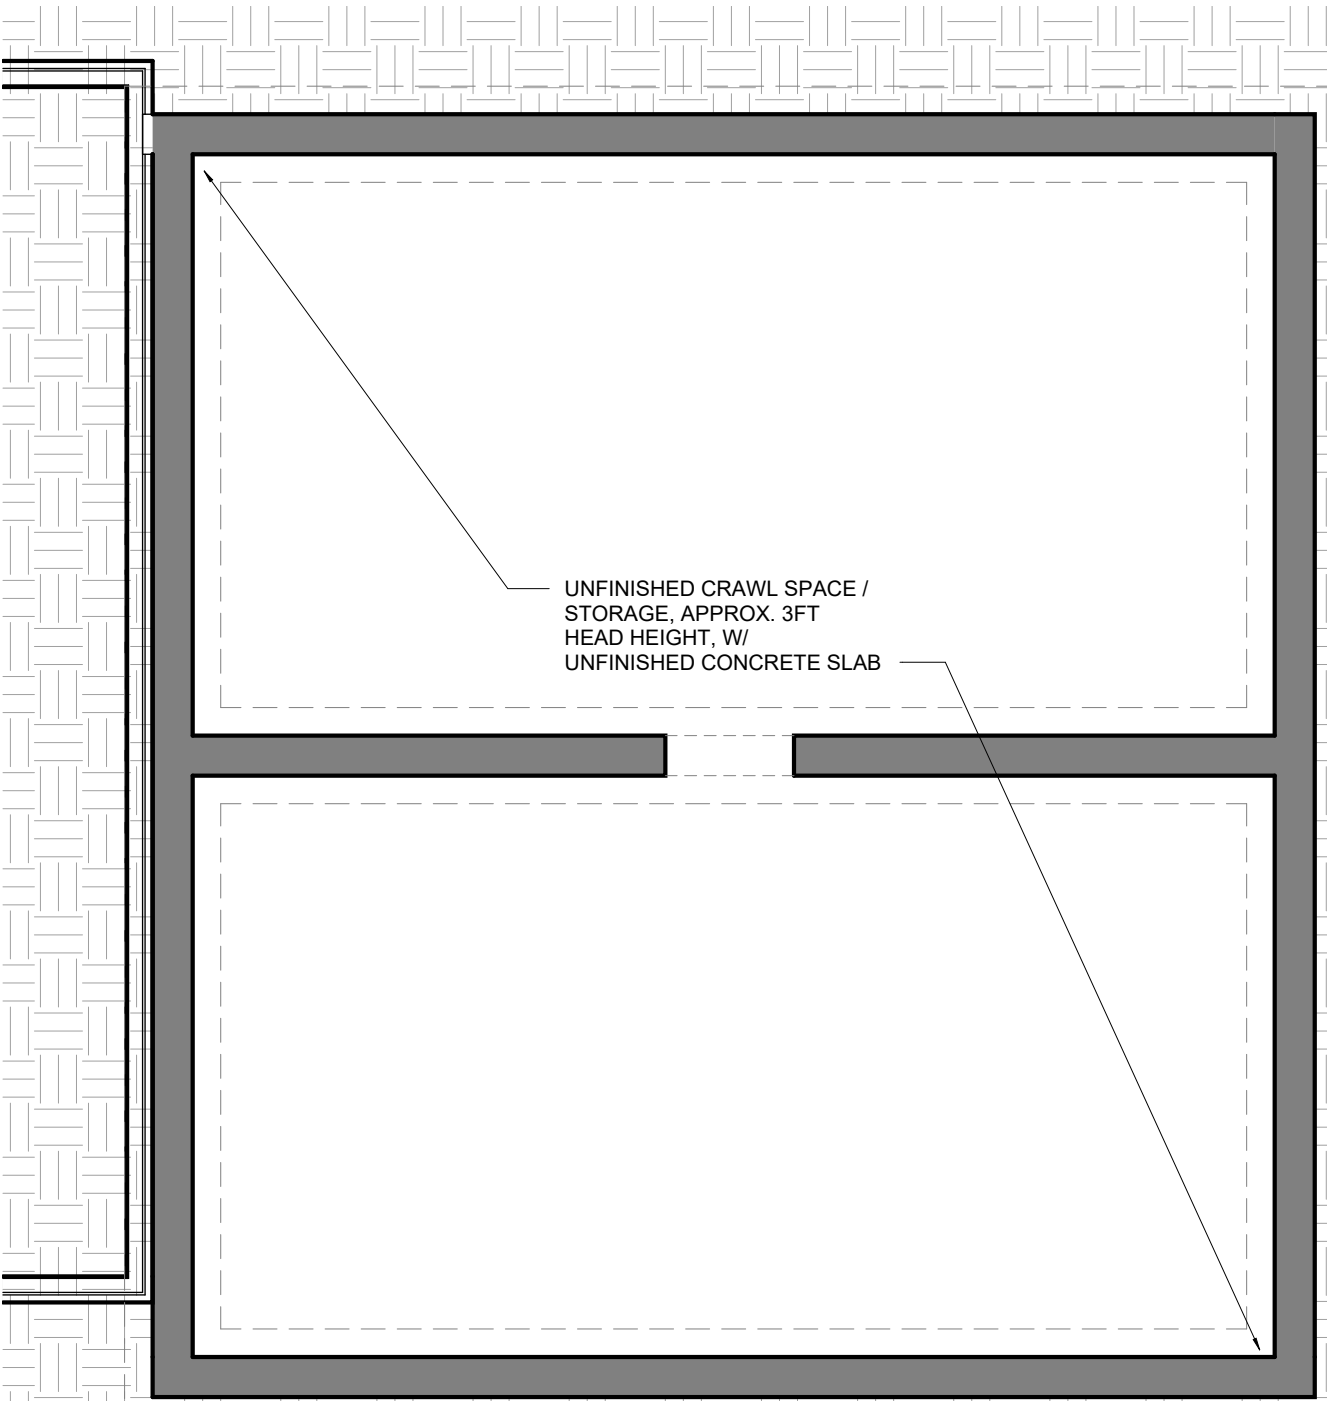 UNFINISHED CRAWL SPACE /
STORAGE, APPROX. 3FT
HEAD HEIGHT, W/
UNFINISHED CONCRETE SLAB